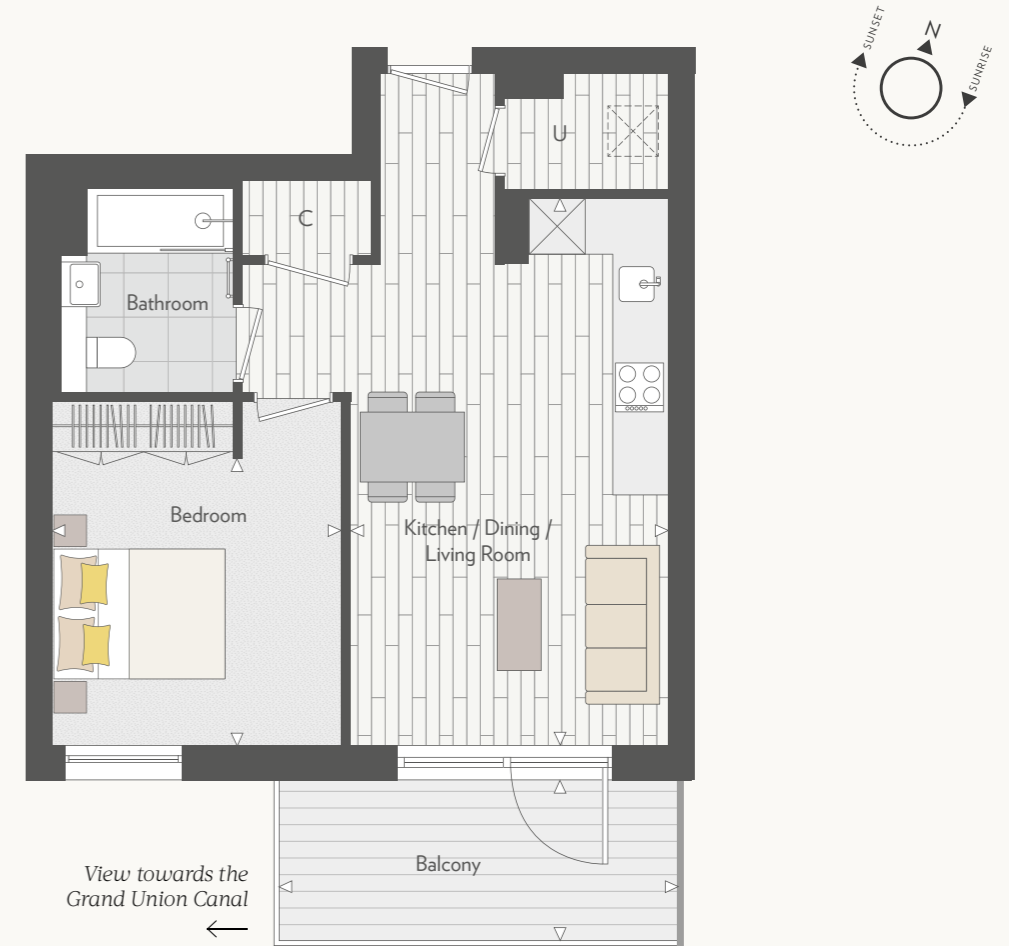 SUNSET
N
SUNRISE
U
C
Bathroom
Bedroom
Kitchen / Dining /
Living Room
Balcony
View towards the
Grand Union Canal